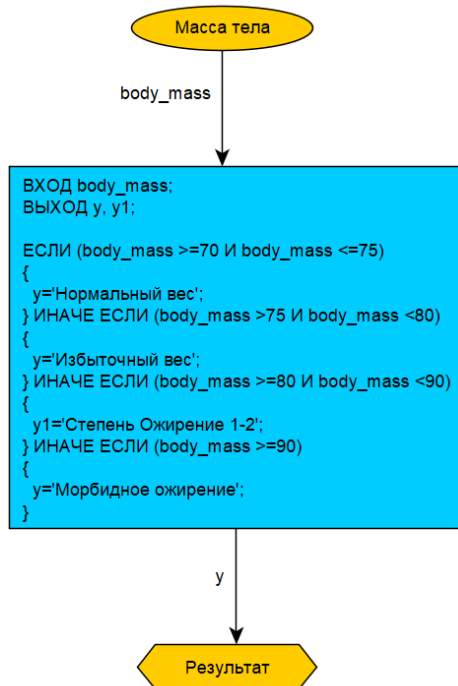 Масса тела
body_mass
ВХОД body_mass;
ВЫХОД y, y1;
ЕСЛИ (body_mass >=70 И body_mass <=75)
{
y='Нормальный вес';
} ИНАЧЕ ЕСЛИ (body_mass >75 И body_mass <80)
{
y='Избыточный вес';
} ИНАЧЕ ЕСЛИ (body_mass >=80 И body_mass <90)
{
y1='Степень Ожирение 1-2';
} ИНАЧЕ ЕСЛИ (body_mass >=90)
{
y='Морбидное ожирение';
}
y
Результат